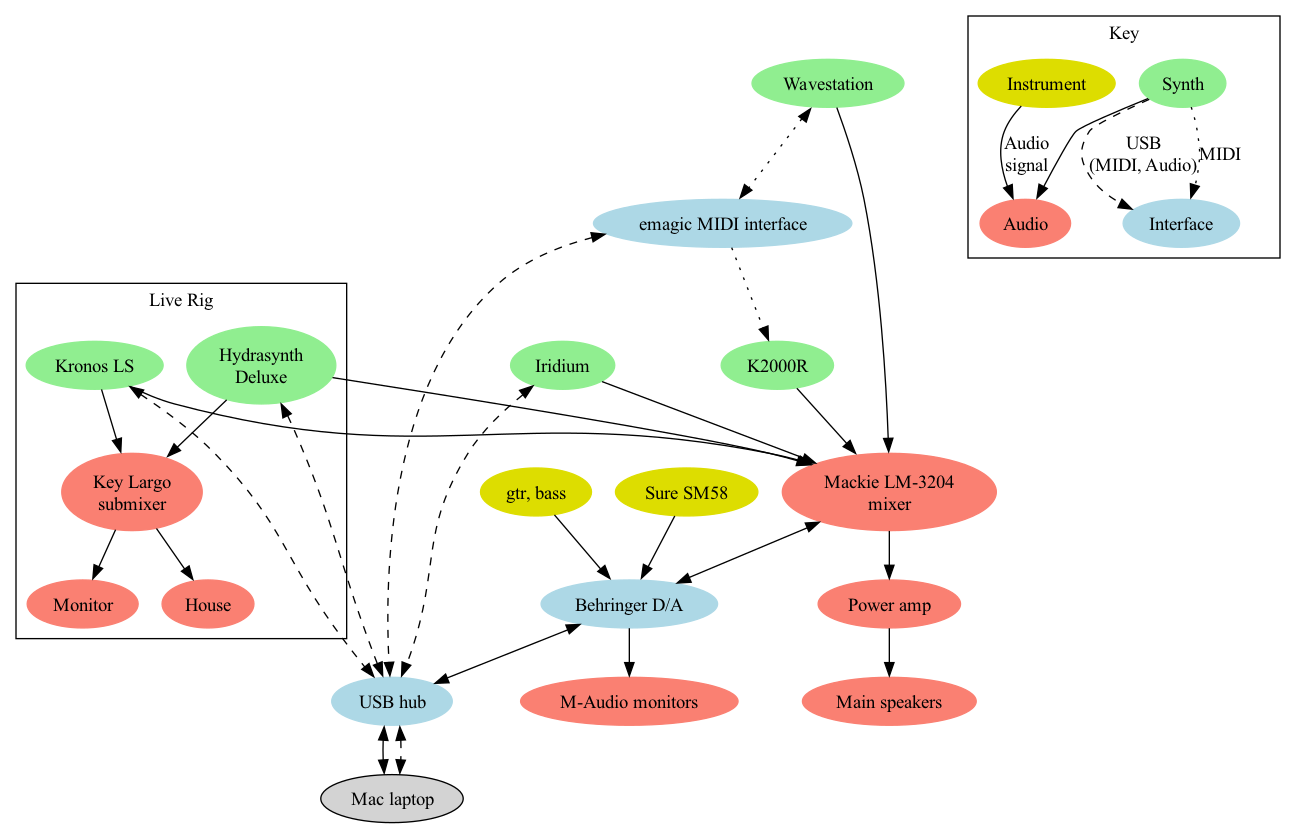 Key
Wavestation
Instrument
Synth
Audio
signal
USB
(MIDI, Audio)
MIDI
emagic MIDI interface
Audio
Interface
Live Rig
Kronos LS
Hydrasynth
Deluxe
Iridium
K2000R
Key Largo
submixer
gtr, bass
Sure SM58
Mackie LM-3204
mixer
Monitor
House
Behringer D/A
Power amp
USB hub
M-Audio monitors
Main speakers
Mac laptop